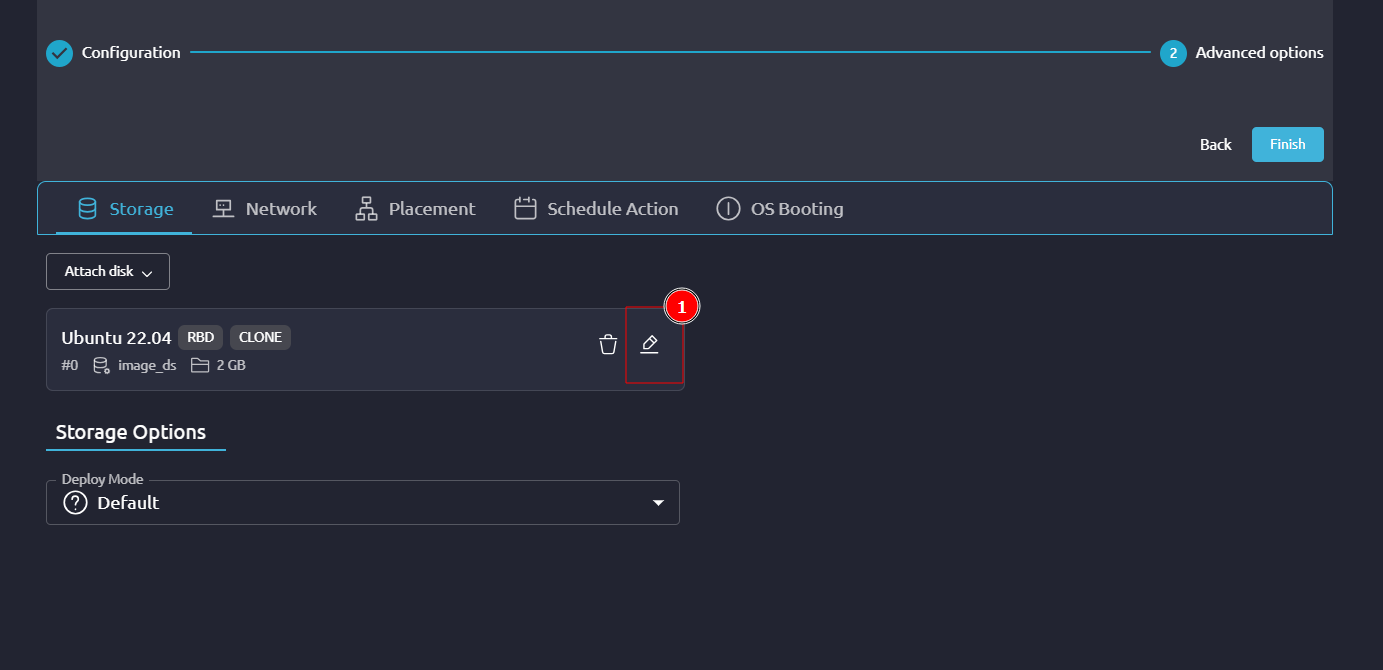 Configuration
2 Advanced options
Back Finish
Storage Network Placement Schedule Action OS Booting
Attach disk
1
Ubuntu 22.04 RBD CLONE
#0 image_ds 2 GB
Storage Options
Deploy Mode
? Default